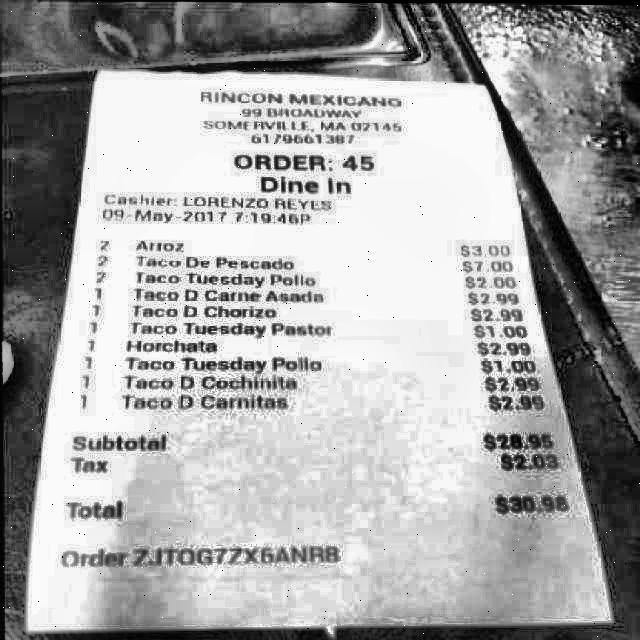 RINCON MEXICANO
99 BROADWAY
SOMERVILLE, MA 02145
6179661387
ORDER: 45
Dine In
Cashier: LORENZO REYES
09-May-2017 7:19:46P
2 Arroz $3.00
2 Taco De Pescado $7.00
2 Taco Tuesday Pollo $2.00
1 Taco D Carne Asada $2.99
1 Taco D Chorizo $2.99
1 Taco Tuesday Pastor $1.00
1 Horchata $2.99
1 Taco Tuesday Pollo $1.00
1 Taco D Cochinita $2.99
1 Taco D Carnitas $2.99
Subtotal $28.95
Tax $2.03
Total $30.98
Order ZJTOG7ZX6ANR8